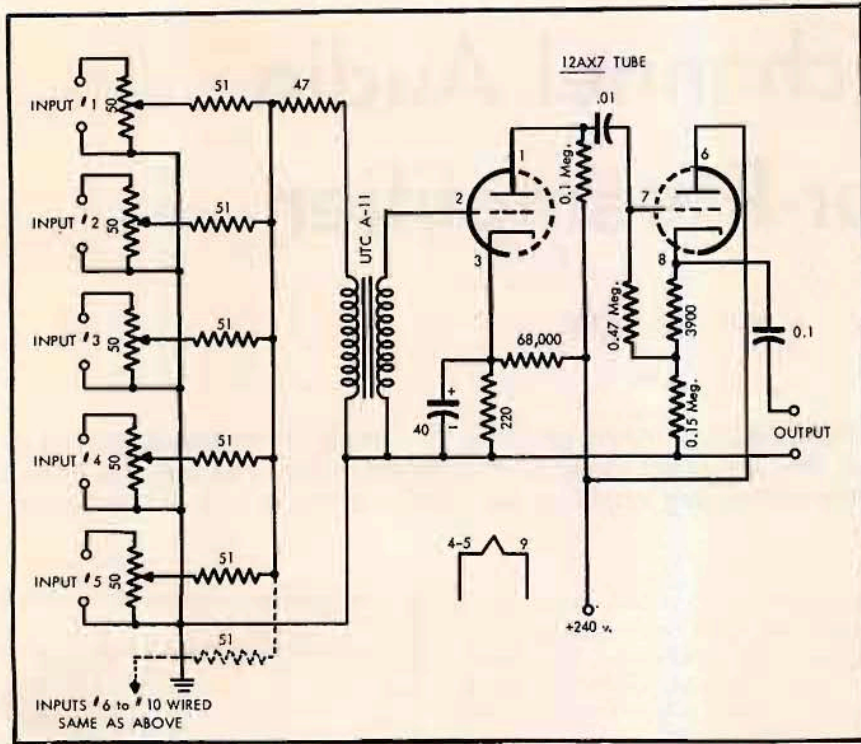 12AX7 TUBE
INPUT #1
50
51
47
INPUT #2
50
51
INPUT #3
50
51
INPUT #4
50
51
INPUT #5
50
51
51
INPUTS #6 to #10 WIRED
SAME AS ABOVE
UTC A-11
1
2
3
.01
0.1 Meg.
6
7
8
68,000
40
+
220
0.47 Meg.
3900
0.15 Meg.
0.1
OUTPUT
4-5
9
+240 v.